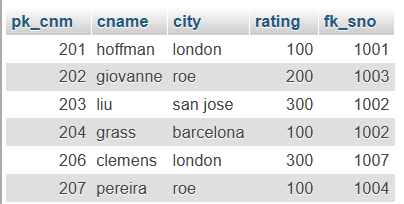 pk_cnm cname city rating fk_sno
201 hoffman london 100 1001
202 giovanne roe 200 1003
203 liu san jose 300 1002
204 grass barcelona 100 1002
206 clemens london 300 1007
207 pereira roe 100 1004